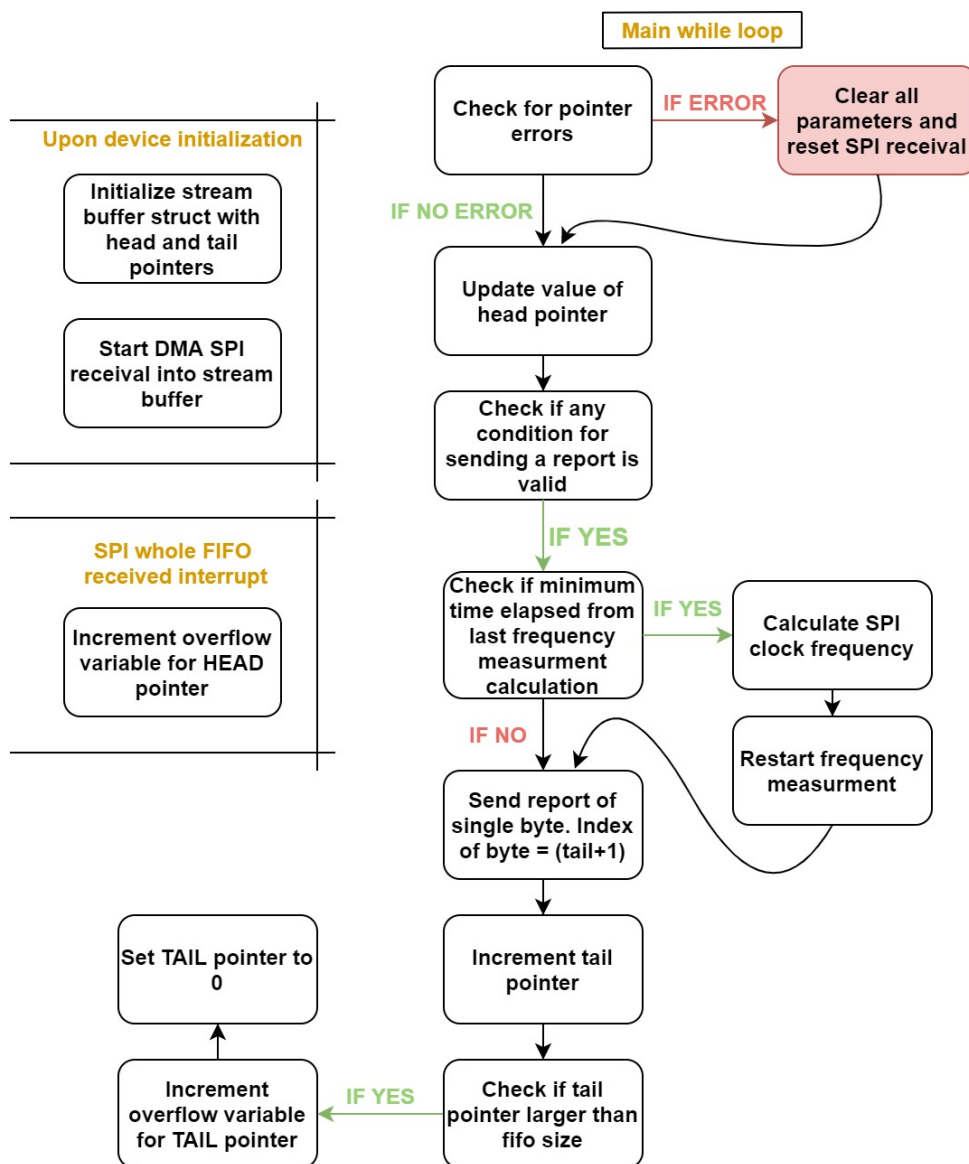 Main while loop
Check for pointer
errors
IF ERROR
Clear all
parameters and
reset SPI receival
IF NO ERROR
Update value of
head pointer
Check if any
condition for
sending a report is
valid
IF YES
Check if minimum
time elapsed from
last frequency
measurment
calculation
IF YES
Calculate SPI
clock frequency
Restart frequency
measurment
IF NO
Send report of
single byte. Index
of byte = (tail+1)
Increment tail
pointer
Check if tail
pointer larger than
fifo size
IF YES
Increment
overflow variable
for TAIL pointer
Set TAIL pointer to
0
Upon device initialization
Initialize stream
buffer struct with
head and tail
pointers
Start DMA SPI
receival into stream
buffer
SPI whole FIFO
received interrupt
Increment overflow
variable for HEAD
pointer